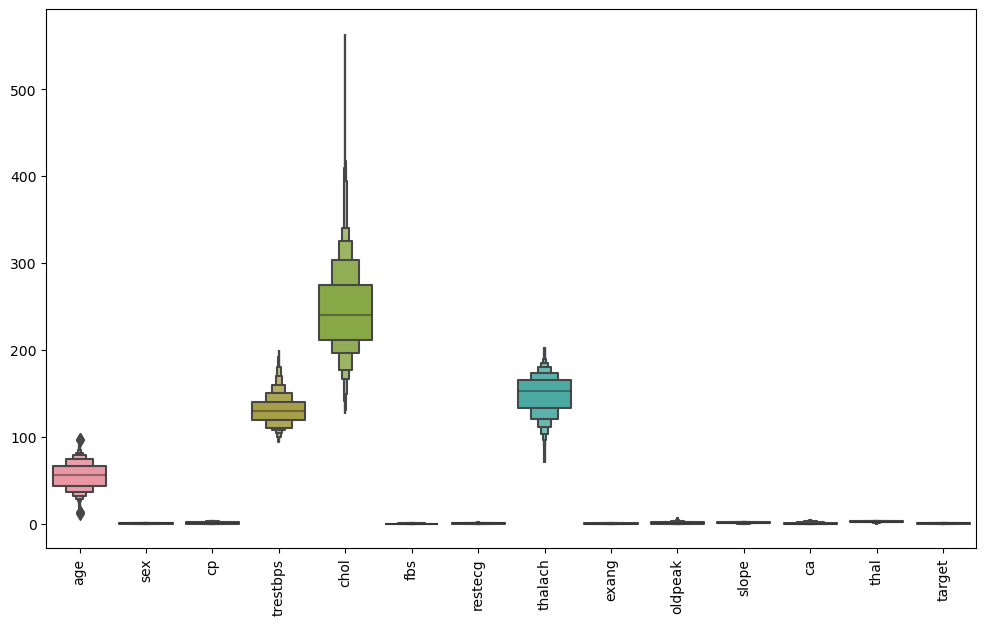 500
400
300
200
100
0
age
sex
cp
trestbps
chol
fbs
restecg
thalach
exang
oldpeak
slope
ca
thal
target